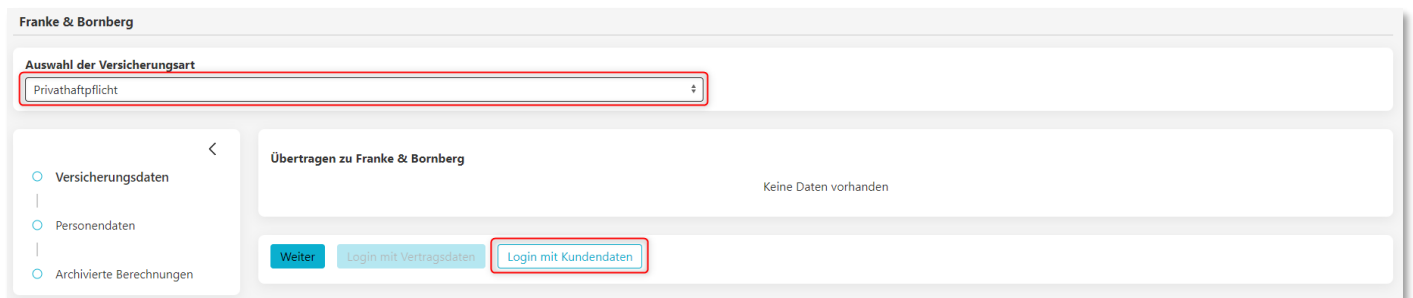 Franke & Bornberg
Auswahl der Versicherungsart
Privathaftpflicht
Versicherungsdaten
Personendaten
Archivierte Berechnungen
Übertragen zu Franke & Bornberg
Keine Daten vorhanden
Weiter Login mit Vertragsdaten Login mit Kundendaten